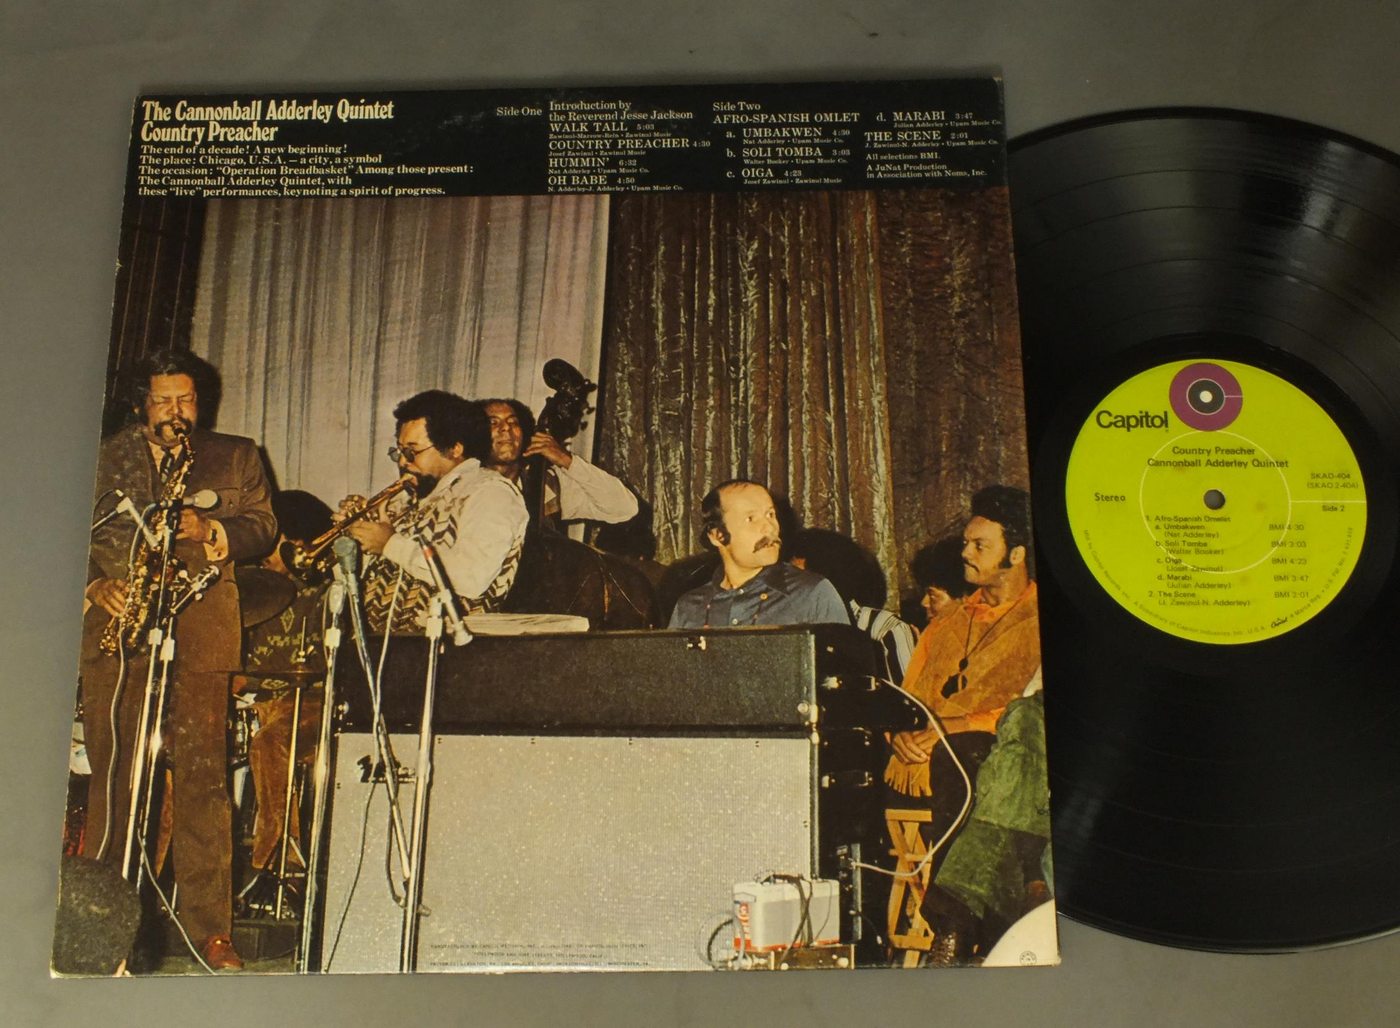 The Cannonball Adderley Quintet
Country Preacher
The end of a decade! A new beginning!
The place: Chicago, U.S.A. – a city, a symbol
The occasion: "Operation Breadbasket" Among those present:
The Cannonball Adderley Quintet, with
these "live" performances, keynoting a spirit of progress.
Side One
Introduction by
the Reverend Jesse Jackson
WALK TALL 5:03
Zawinul-Marrow-Rein • Zawinul Music
COUNTRY PREACHER 4:30
Josef Zawinul • Zawinul Music
HUMMIN' 6:32
Nat Adderley • Upam Music Co.
OH BABE 4:50
N. Adderley-J. Adderley • Upam Music Co.
Side Two
AFRO-SPANISH OMLET
a. UMBAKWEN 4:30
Nat Adderley • Upam Music Co.
b. SOLI TOMBA 3:03
Walter Booker • Upam Music Co.
c. OIGA 4:23
Josef Zawinul • Zawinul Music
d. MARABI 3:47
Julian Adderley • Upam Music Co.
THE SCENE 2:01
J. Zawinul-N. Adderley • Upam Music Co.
All selections BMI.
A JuNat Production
in Association with Noms, Inc.
Capitol
Country Preacher
Cannonball Adderley Quintet
Stereo
SKAO-404
(SKAO 2-404)
Side 2
1. Afro-Spanish Omelet
a. Umbakwen BMI 4:30
(Nat Adderley)
b. Soli Tomba BMI 3:03
(Walter Booker)
c. Oiga BMI 4:23
(Josef Zawinul)
d. Marabi BMI 3:47
(Julian Adderley)
2. The Scene BMI 2:01
(J. Zawinul-N. Adderley)